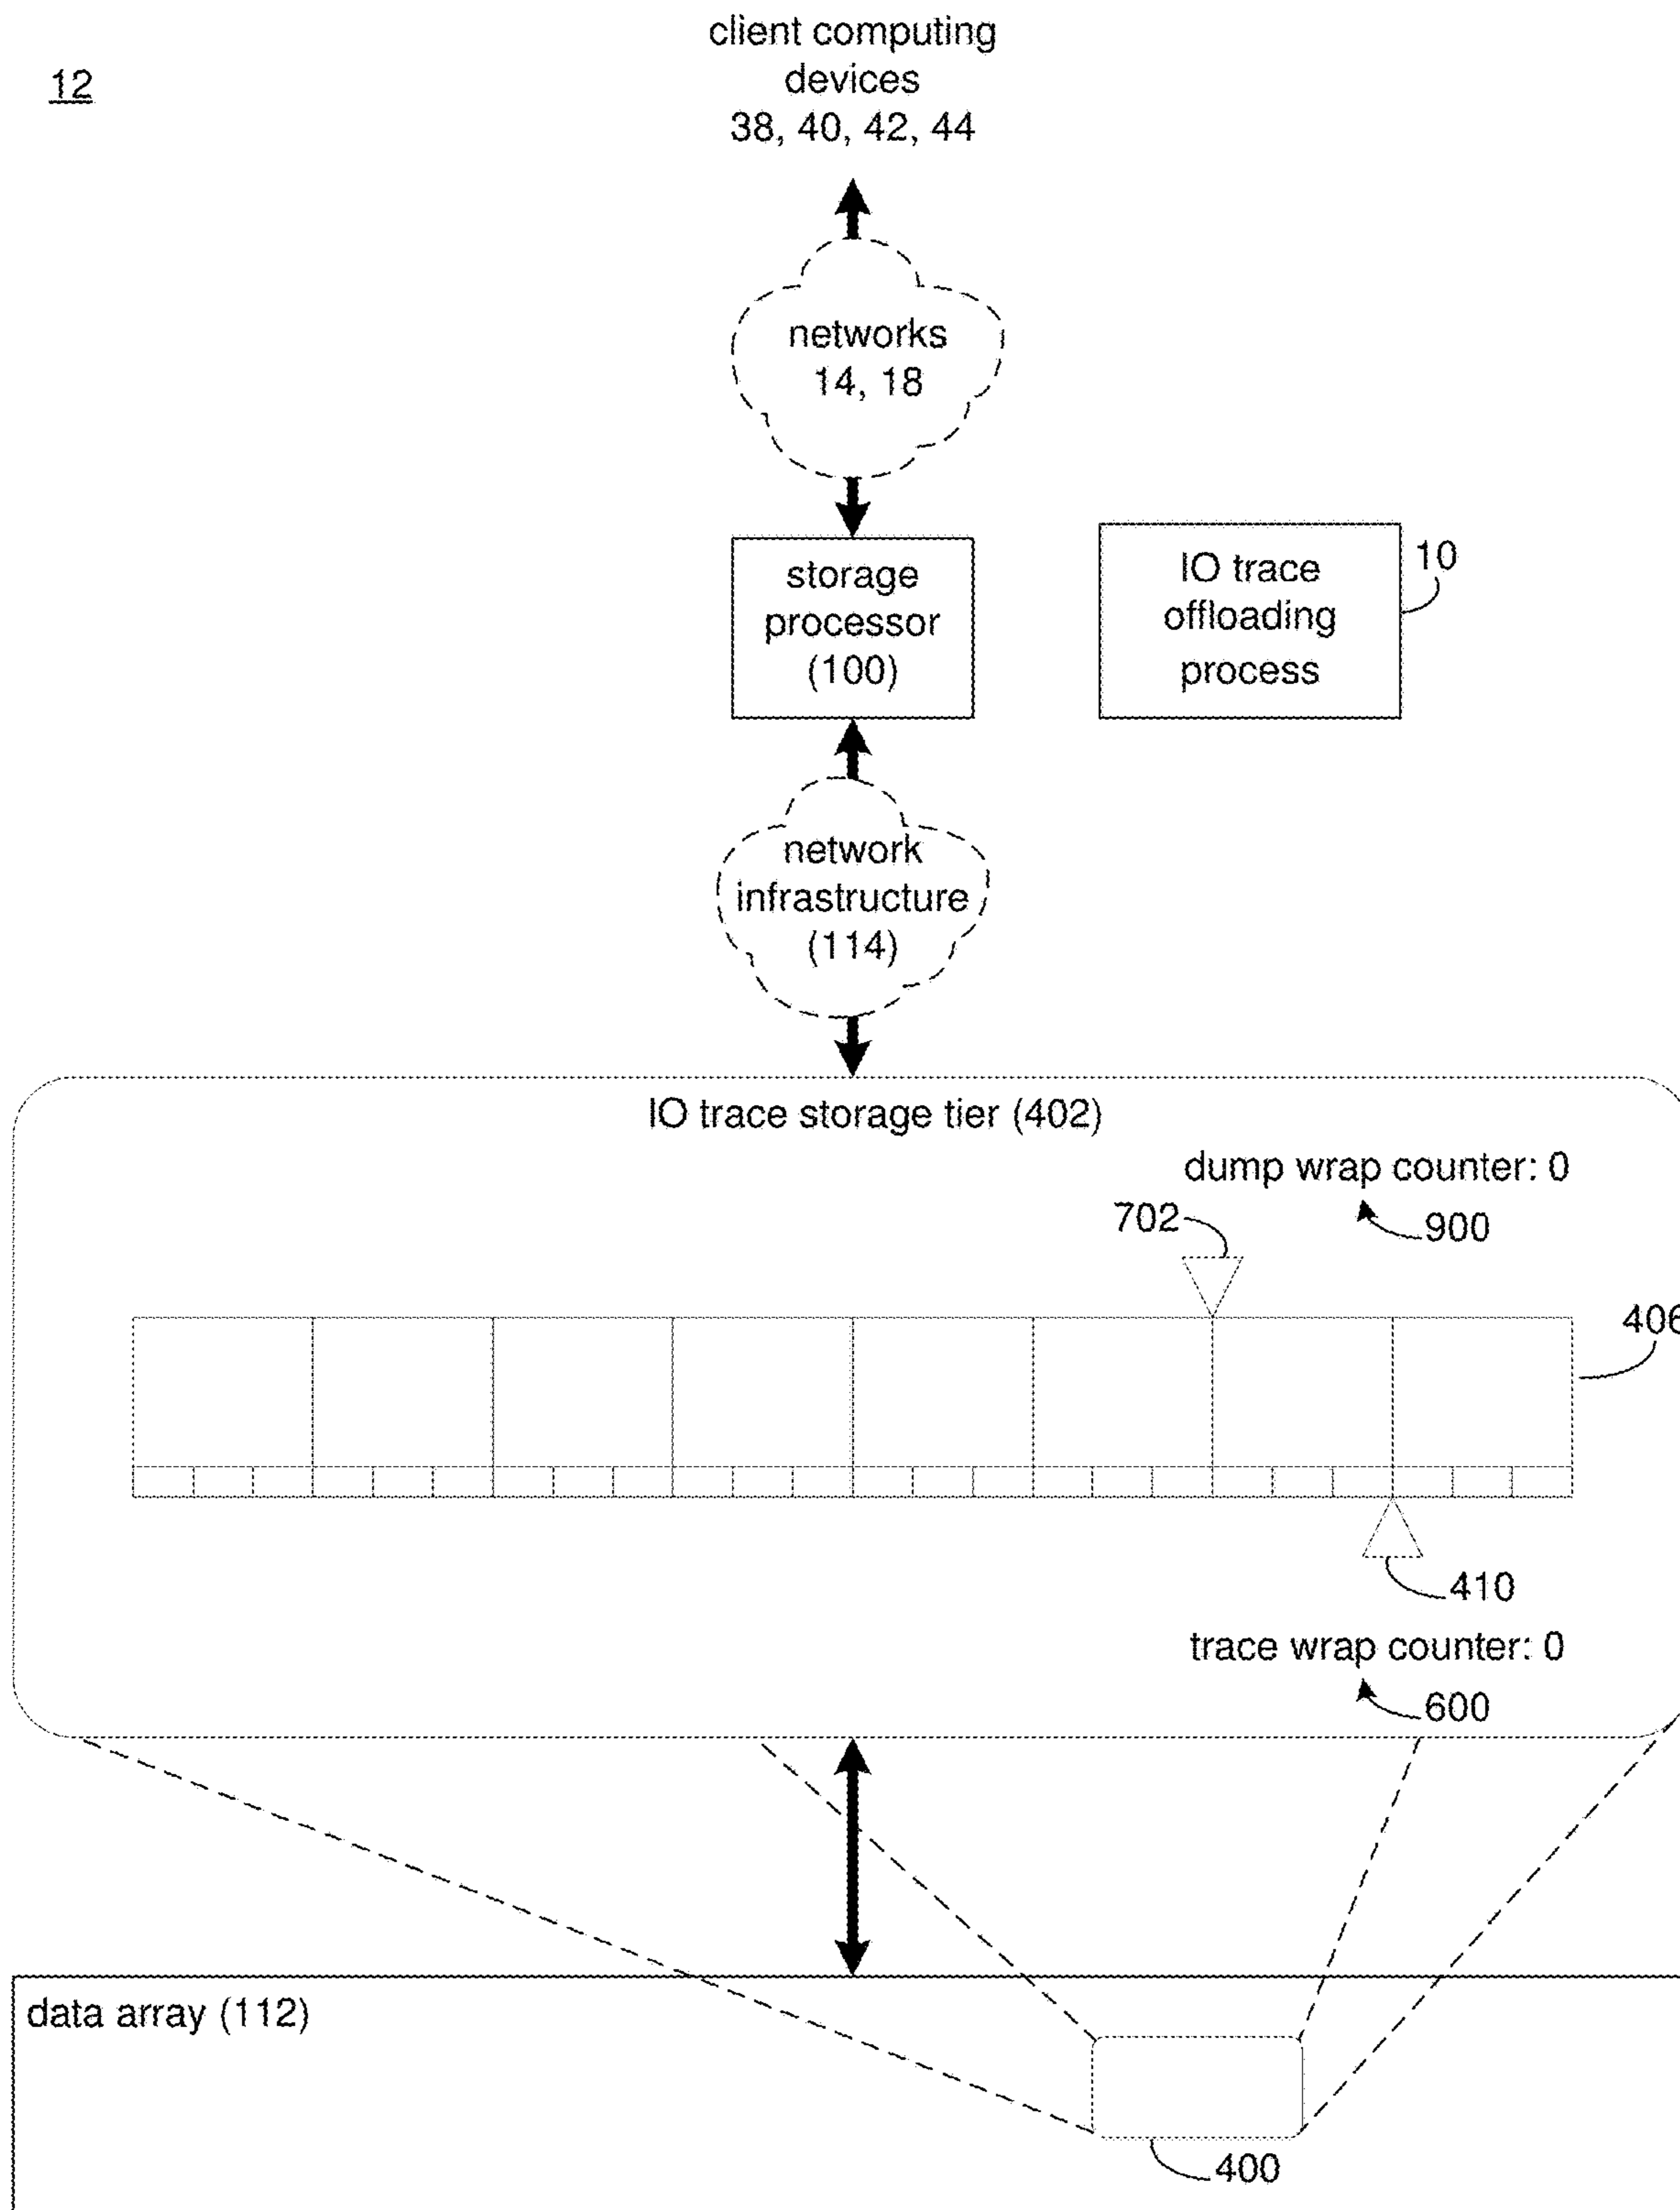 12
client computing
devices
38, 40, 42, 44
networks
14, 18
storage
processor
(100)
IO trace
offloading
process
10
network
infrastructure
(114)
IO trace storage tier (402)
dump wrap counter: 0
702
900
406
410
trace wrap counter: 0
600
data array (112)
400